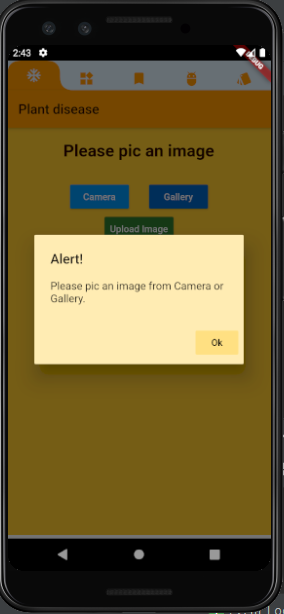 2:43
DEBUG
Plant disease
Please pic an image
Camera
Gallery
Upload Image
Alert!
Please pic an image from Camera or
Gallery.
Ok